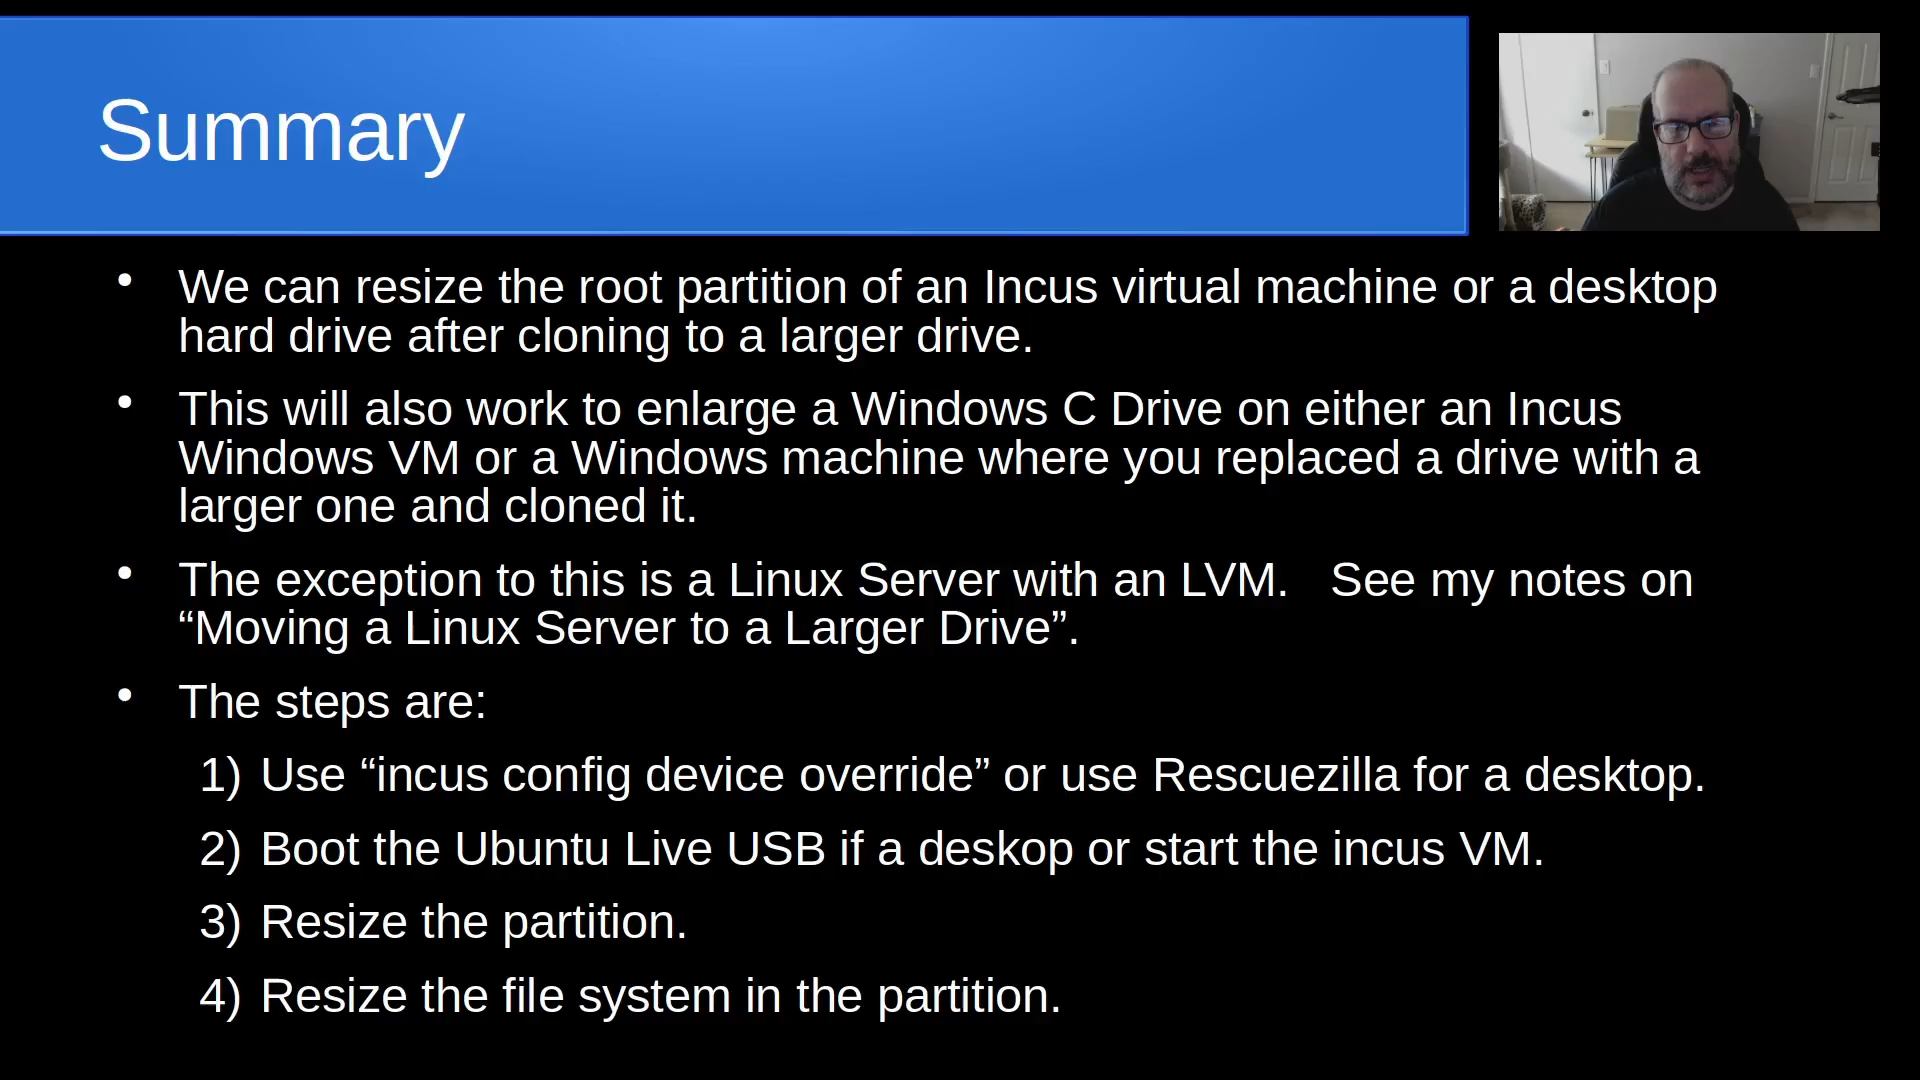 Summary
• We can resize the root partition of an Incus virtual machine or a desktop
hard drive after cloning to a larger drive.
• This will also work to enlarge a Windows C Drive on either an Incus
Windows VM or a Windows machine where you replaced a drive with a
larger one and cloned it.
• The exception to this is a Linux Server with an LVM.   See my notes on
“Moving a Linux Server to a Larger Drive”.
• The steps are:
1) Use “incus config device override” or use Rescuezilla for a desktop.
2) Boot the Ubuntu Live USB if a deskop or start the incus VM.
3) Resize the partition.
4) Resize the file system in the partition.